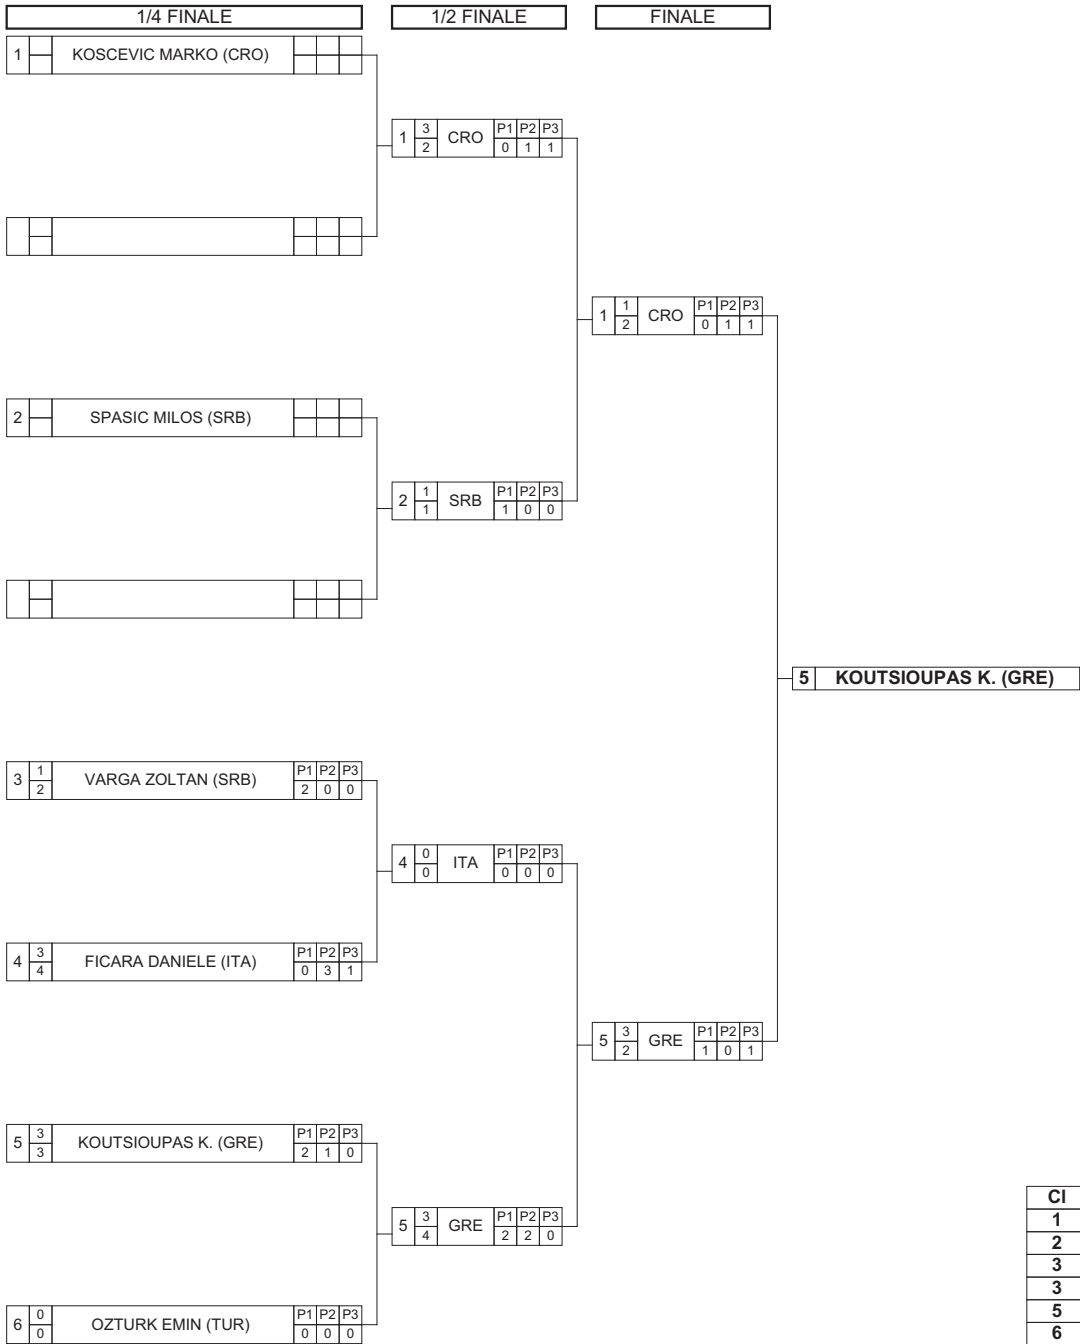 1/4 FINALE 1/2 FINALE FINALE
1 KOSCEVIC MARKO (CRO)
1 3 2 CRO P1 P2 P3 0 1 1
1 1 2 CRO P1 P2 P3 0 1 1
2 SPASIC MILOS (SRB)
2 1 1 SRB P1 P2 P3 1 0 0
5 KOUTSIOUPAS K. (GRE)
3 1 2 VARGA ZOLTAN (SRB) P1 P2 P3 2 0 0
4 0 0 ITA P1 P2 P3 0 0 0
4 3 4 FICARA DANIELE (ITA) P1 P2 P3 0 3 1
5 3 2 GRE P1 P2 P3 1 0 1
5 3 3 KOUTSIOUPAS K. (GRE) P1 P2 P3 2 1 0
5 3 4 GRE P1 P2 P3 2 2 0
6 0 0 OZTURK EMIN (TUR) P1 P2 P3 0 0 0
Cl
1
2
3
3
5
6